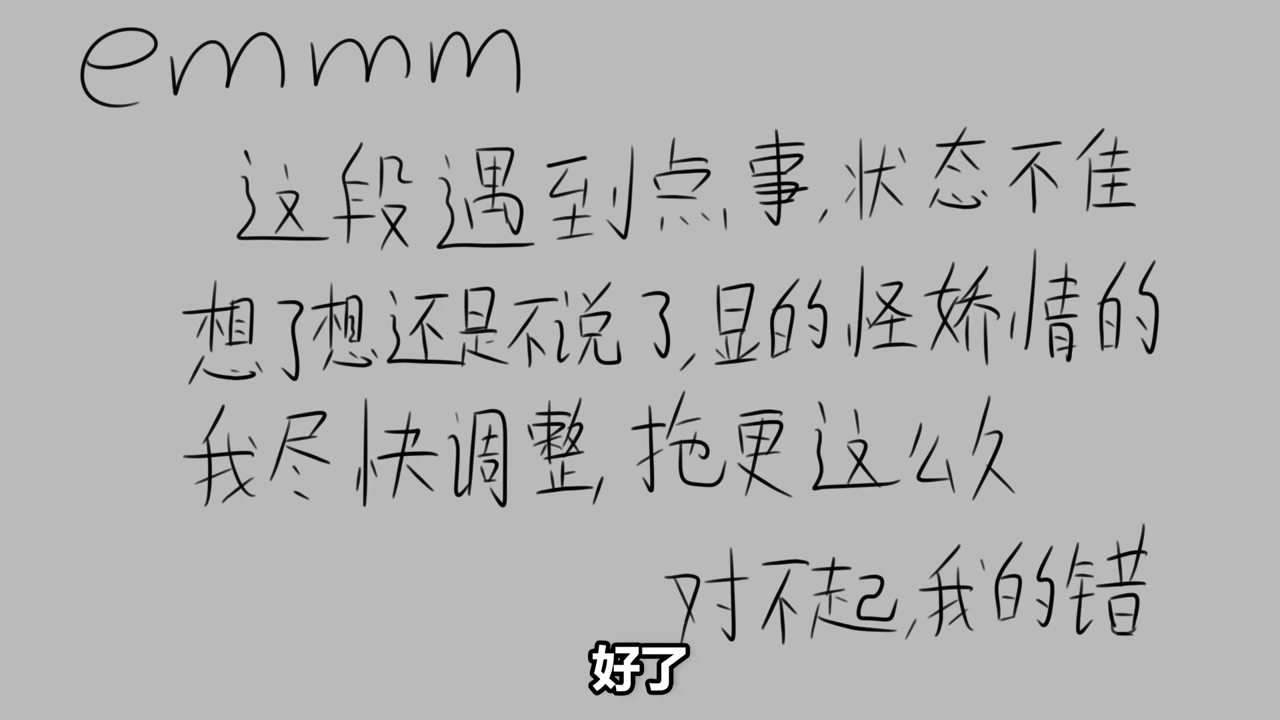 emmm
这段遇到点事,状态不佳
想了想还是不说了,显的怪娇情的
我尽快调整,拖更这么久
对不起,我的错
好了